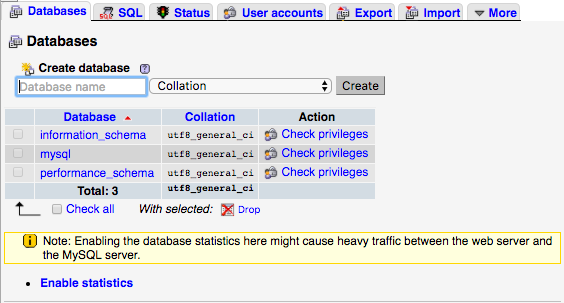 Databases SQL Status User accounts Export Import More
Databases
Create database
Database name Collation Create
Database Collation Action
information_schema utf8_general_ci Check privileges
mysql utf8_general_ci Check privileges
performance_schema utf8_general_ci Check privileges
Total: 3 utf8_general_ci
Check all With selected: Drop
Note: Enabling the database statistics here might cause heavy traffic between the web server and
the MySQL server.
Enable statistics